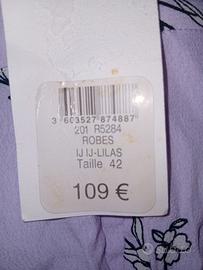 3 603527 874887
201 R5284
ROBES
IJ IJ-LILAS
Taille 42
109 €